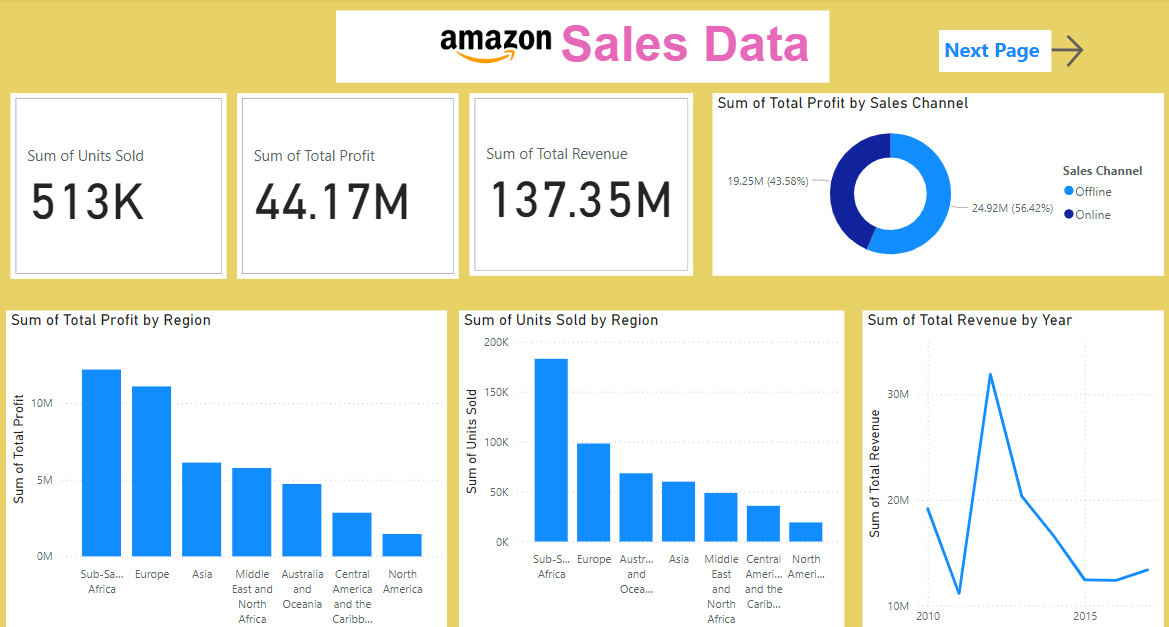 amazon Sales Data
Next Page
Sum of Units Sold
513K
Sum of Total Profit
44.17M
Sum of Total Revenue
137.35M
Sum of Total Profit by Sales Channel
19.25M (43.58%)
24.92M (56.42%)
Sales Channel
Offline
Online
Sum of Total Profit by Region
Sum of Total Profit
10M
5M
0M
Sub-Sa...
Africa
Europe
Asia
Middle
East and
North
Africa
Australia
and
Oceania
Central
America
and the
Caribb...
North
America
Sum of Units Sold by Region
Sum of Units Sold
200K
150K
100K
50K
0K
Sub-S...
Africa
Europe
Austr...
and
Ocea...
Asia
Middle
East
and
North
Africa
Central
Ameri...
and the
Carib...
North
Ameri...
Sum of Total Revenue by Year
Sum of Total Revenue
30M
20M
10M
2010
2015